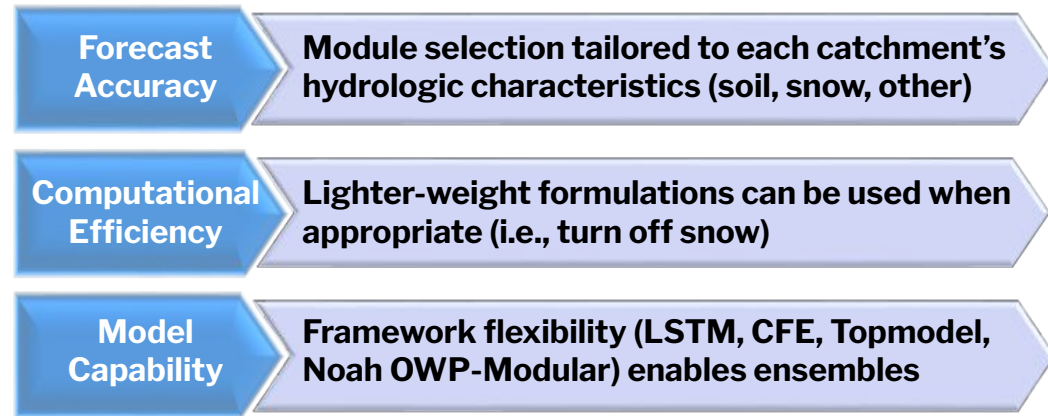 Forecast
Accuracy
Module selection tailored to each catchment's
hydrologic characteristics (soil, snow, other)
Computational
Efficiency
Lighter-weight formulations can be used when
appropriate (i.e., turn off snow)
Model
Capability
Framework flexibility (LSTM, CFE, Topmodel,
Noah OWP-Modular) enables ensembles